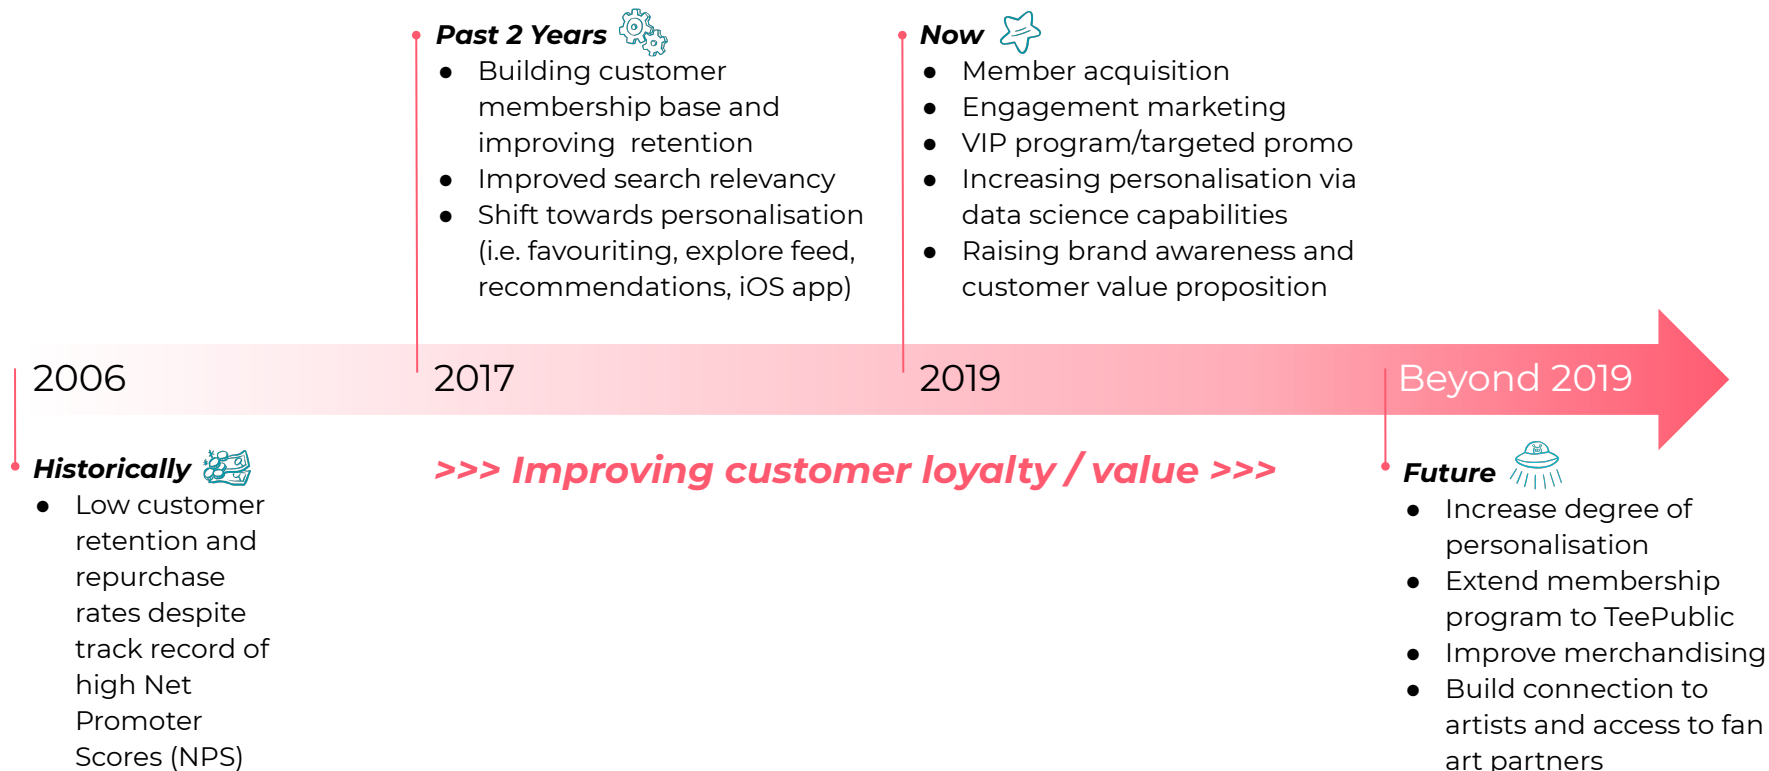 Past 2 Years
● Building customer
membership base and
improving  retention
● Improved search relevancy
● Shift towards personalisation
(i.e. favouriting, explore feed,
recommendations, iOS app)
Now
● Member acquisition
● Engagement marketing
● VIP program/targeted promo
● Increasing personalisation via
data science capabilities
● Raising brand awareness and
customer value proposition
2006
2017
2019
Beyond 2019
Historically
● Low customer
retention and
repurchase
rates despite
track record of
high Net
Promoter
Scores (NPS)
>>> Improving customer loyalty / value >>>
Future
● Increase degree of
personalisation
● Extend membership
program to TeePublic
● Improve merchandising
● Build connection to
artists and access to fan
art partners